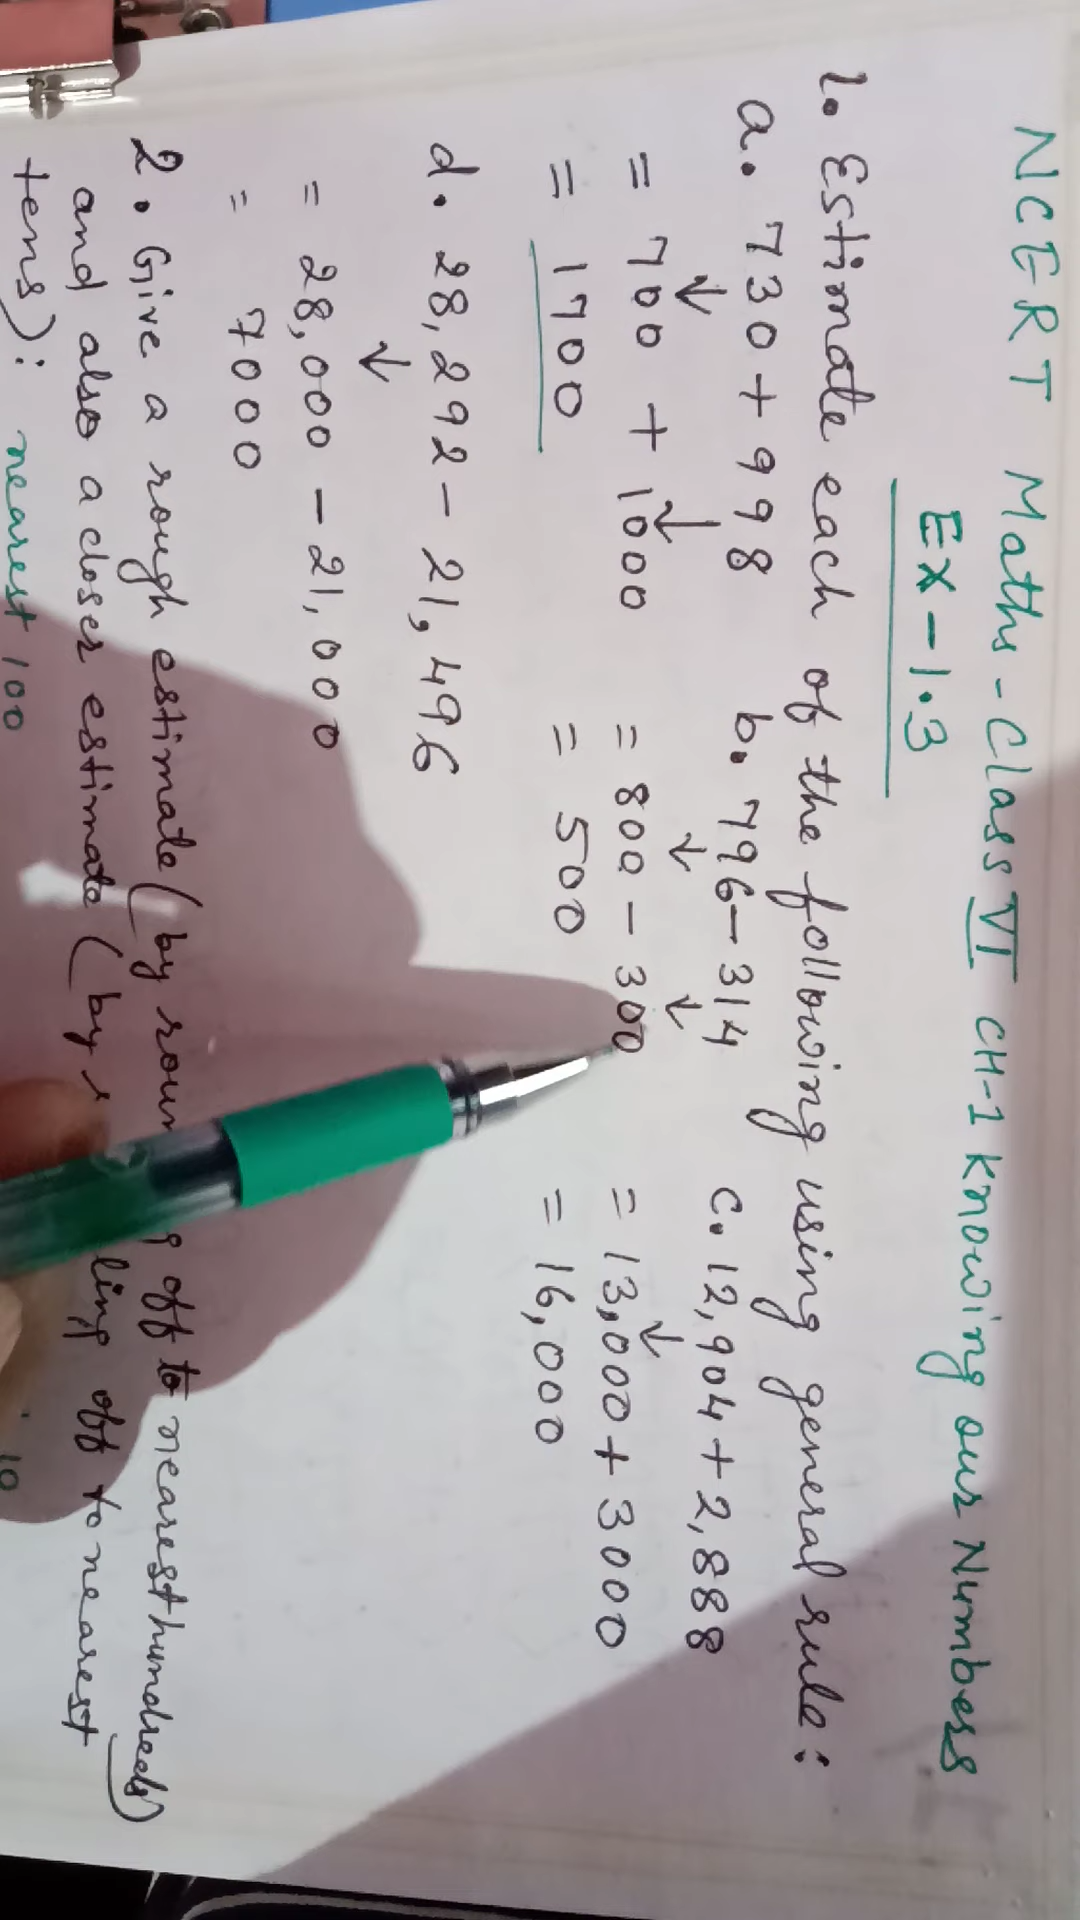 NCERT Maths - Class VI CH-1 Knowing our Numbers
EX-1.3
1. Estimate each of the following using general rule:
a. 730 + 998 b. 796 - 314 c. 12,904 + 2,888
= 700 + 1000 = 800 - 300 = 13,000 + 3000
= 1700 = 500 = 16,000
d. 28,292 - 21,496
= 28,000 - 21,000
= 7000
2. Give a rough estimate (by off to nearest hundreds)
and also a closer estimate (by off to nearest
tens): nearest 100 10